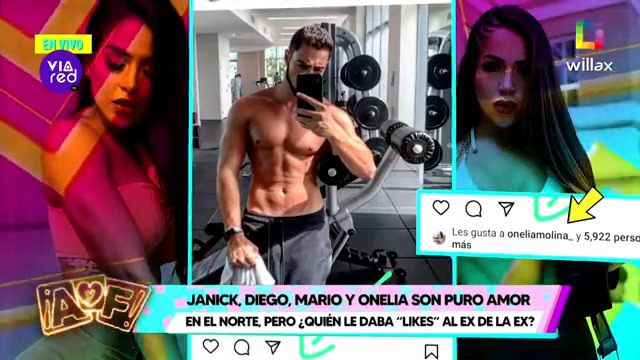 EN VIVO
VIA
red
willax
Les gusta a oneliamolina_ y 5,922 perso
más
¡A F!
JANICK, DIEGO, MARIO Y ONELIA SON PURO AMOR
EN EL NORTE, PERO ¿QUIÉN LE DABA “LIKES” AL EX DE LA EX?